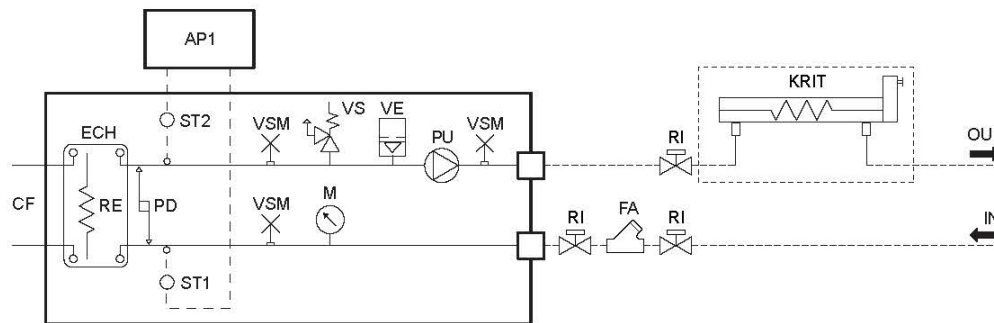 AP1
KRIT
ST2
ECH
VSM
VS
VE
PU
VSM
RI
OU
CF
RE
PD
VSM
M
RI
FA
RI
IN
ST1